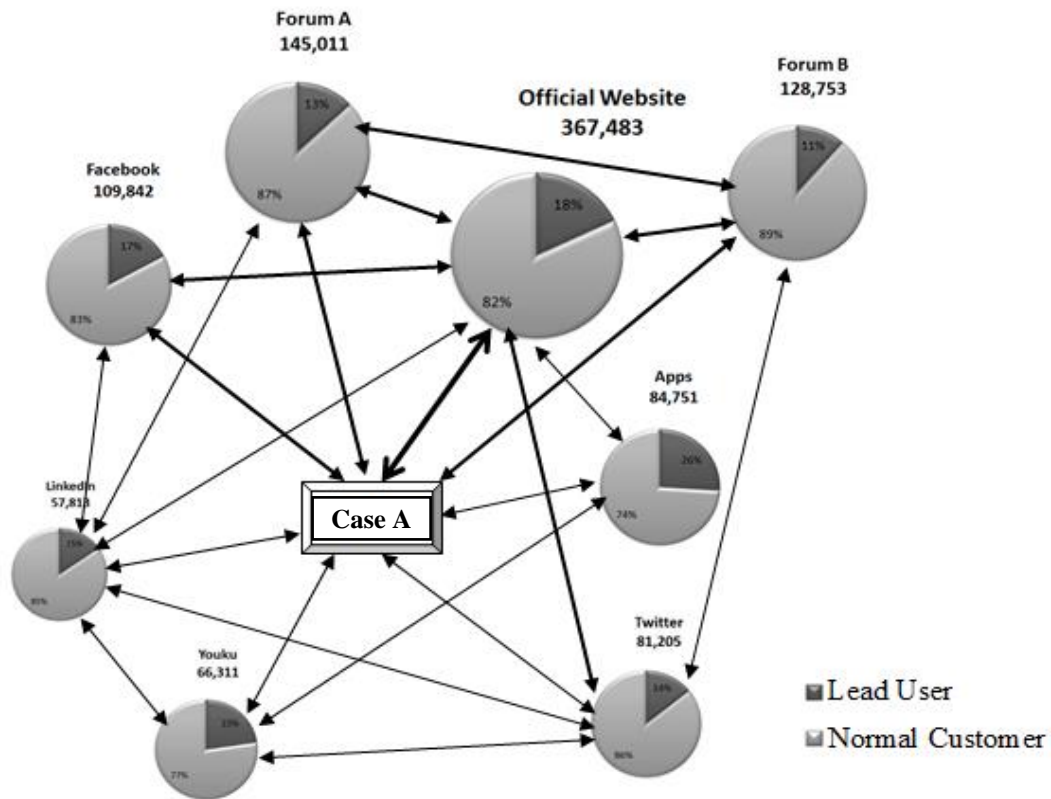 Forum A
145,011
13%
87%
Official Website
367,483
18%
82%
Forum B
128,753
11%
89%
Facebook
109,842
17%
83%
Apps
84,751
26%
74%
LinkedIn
57,813
15%
85%
Case A
Youku
66,311
23%
77%
Twitter
81,205
14%
86%
Lead User
Normal Customer